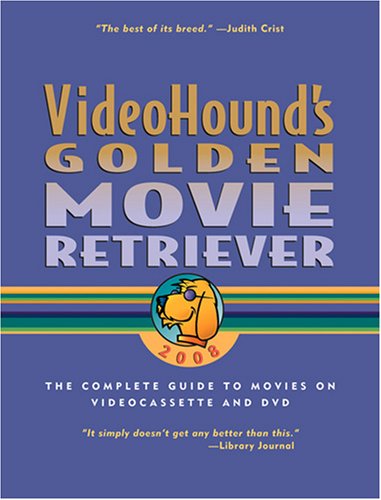 "The best of its breed." —Judith Crist
VideoHound's
GOLDEN
MOVIE
RETRIEVER
2008
THE COMPLETE GUIDE TO MOVIES ON
VIDEOCASSETTE AND DVD
"It simply doesn't get any better than this."
—Library Journal